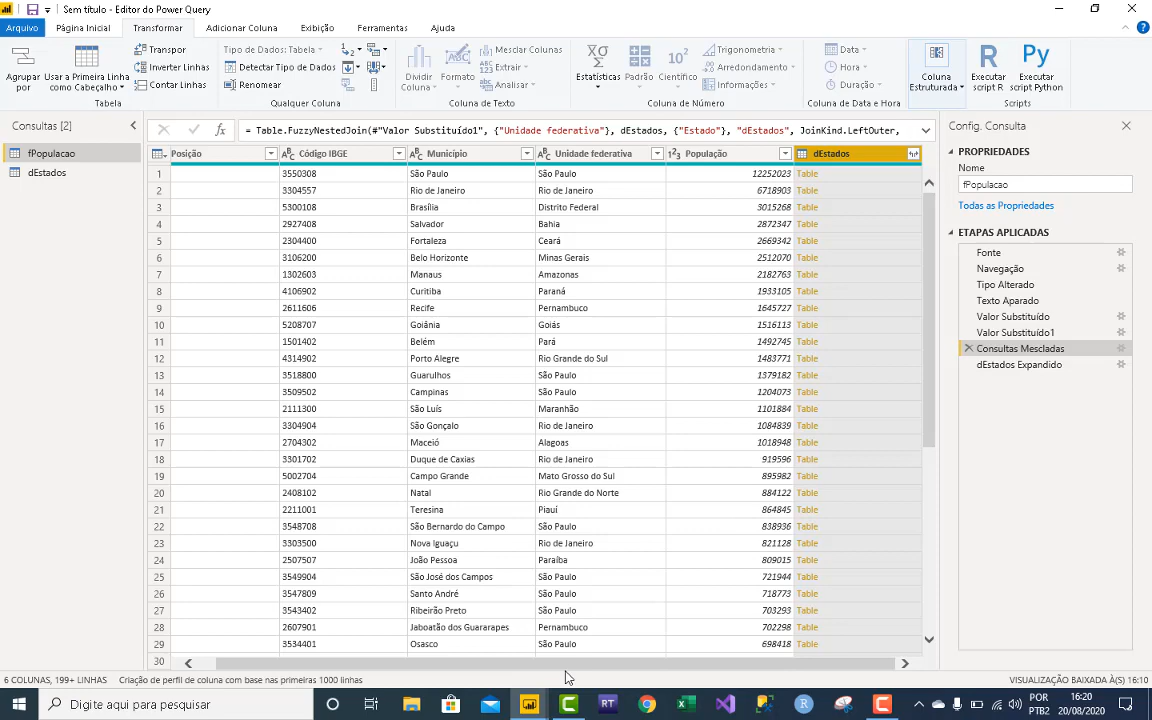 Sem título - Editor do Power Query
Arquivo Página Inicial Transformar Adicionar Coluna Exibição Ferramentas Ajuda
Agrupar por
Usar a Primeira Linha como Cabeçalho
Transpor
Inverter Linhas
Contar Linhas
Tabela
Tipo de Dados: Tabela
Detectar Tipo de Dados
Renomear
Qualquer Coluna
Dividir Coluna
Formato
Mesclar Colunas
Extrair
Analisar
Coluna de Texto
Estatísticas
Padrão
Científico
Trigonometria
Arredondamento
Informações
Coluna de Número
Data
Hora
Duração
Coluna de Data e Hora
Coluna Estruturada
Executar script R
Executar script Python
Scripts
Consultas [2]
fPopulacao
dEstados
= Table.FuzzyNestedJoin(#"Valor Substituído1", {"Unidade federativa"}, dEstados, {"Estado"}, "dEstados", JoinKind.LeftOuter,
Posição Código IBGE Município Unidade federativa População dEstados
1 3550308 São Paulo São Paulo 12252023 Table
2 3304557 Rio de Janeiro Rio de Janeiro 6718903 Table
3 5300108 Brasília Distrito Federal 3015268 Table
4 2927408 Salvador Bahia 2872347 Table
5 2304400 Fortaleza Ceará 2669342 Table
6 3106200 Belo Horizonte Minas Gerais 2512070 Table
7 1302603 Manaus Amazonas 2182763 Table
8 4106902 Curitiba Paraná 1933105 Table
9 2611606 Recife Pernambuco 1645727 Table
10 5208707 Goiânia Goiás 1516113 Table
11 1501402 Belém Pará 1492745 Table
12 4314902 Porto Alegre Rio Grande do Sul 1483771 Table
13 3518800 Guarulhos São Paulo 1379182 Table
14 3509502 Campinas São Paulo 1204073 Table
15 2111300 São Luís Maranhão 1101884 Table
16 3304904 São Gonçalo Rio de Janeiro 1084839 Table
17 2704302 Maceió Alagoas 1018948 Table
18 3301702 Duque de Caxias Rio de Janeiro 919596 Table
19 5002704 Campo Grande Mato Grosso do Sul 895982 Table
20 2408102 Natal Rio Grande do Norte 884122 Table
21 2211001 Teresina Piauí 864845 Table
22 3548708 São Bernardo do Campo São Paulo 838936 Table
23 3303500 Nova Iguaçu Rio de Janeiro 821128 Table
24 2507507 João Pessoa Paraíba 809015 Table
25 3549904 São José dos Campos São Paulo 721944 Table
26 3547809 Santo André São Paulo 718773 Table
27 3543402 Ribeirão Preto São Paulo 703293 Table
28 2607901 Jaboatão dos Guararapes Pernambuco 702298 Table
29 3534401 Osasco São Paulo 698418 Table
30
Config. Consulta
PROPRIEDADES
Nome
fPopulacao
Todas as Propriedades
ETAPAS APLICADAS
Fonte
Navegação
Tipo Alterado
Texto Aparado
Valor Substituído
Valor Substituído1
Consultas Mescladas
dEstados Expandido
6 COLUNAS, 199+ LINHAS Criação de perfil de coluna com base nas primeiras 1000 linhas VISUALIZAÇÃO BAIXADA À(S) 16:10
Digite aqui para pesquisar
RT
R
POR
PTB2
16:20
20/08/2020